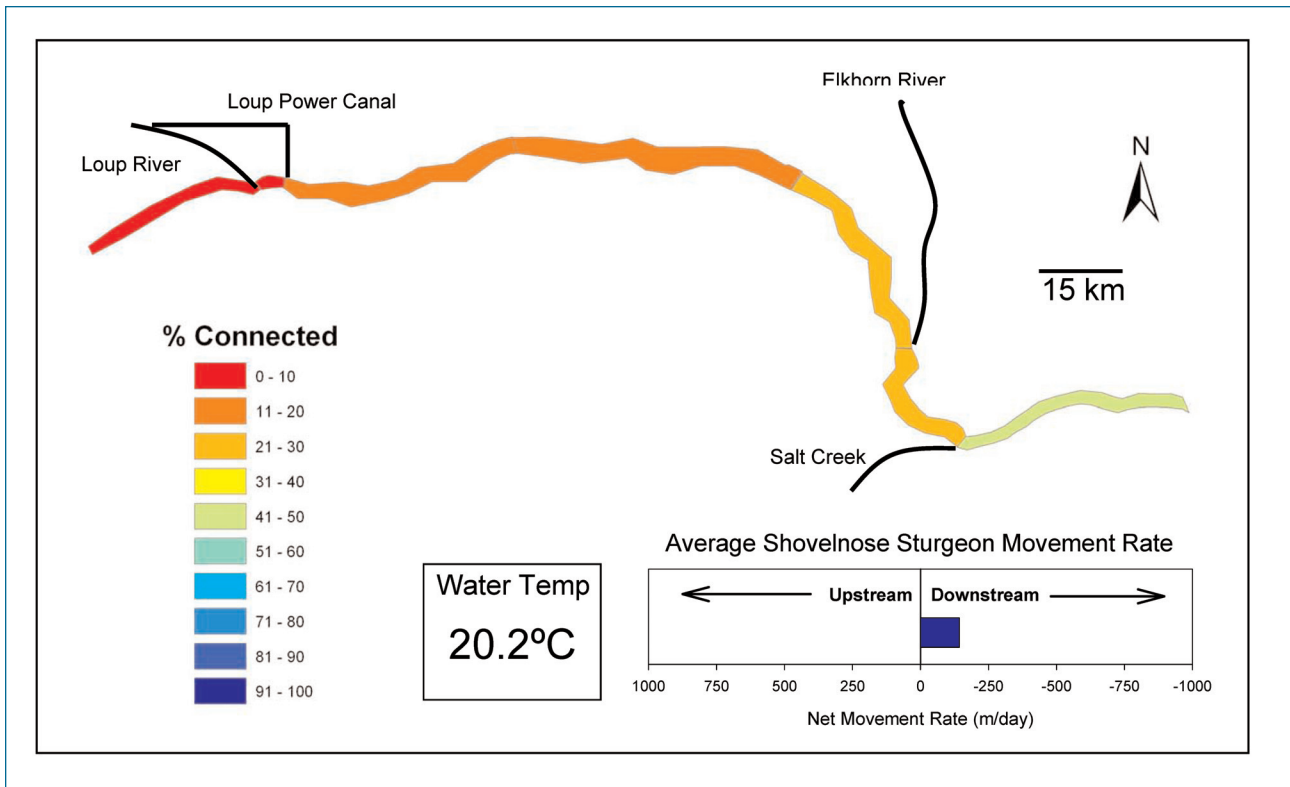 Elkhorn River
Loup Power Canal
Loup River
N
15 km
% Connected
0 - 10
11 - 20
21 - 30
31 - 40
41 - 50
51 - 60
61 - 70
71 - 80
81 - 90
91 - 100
Salt Creek
Water Temp
20.2ºC
Average Shovelnose Sturgeon Movement Rate
Upstream Downstream
1000 750 500 250 0 -250 -500 -750 -1000
Net Movement Rate (m/day)